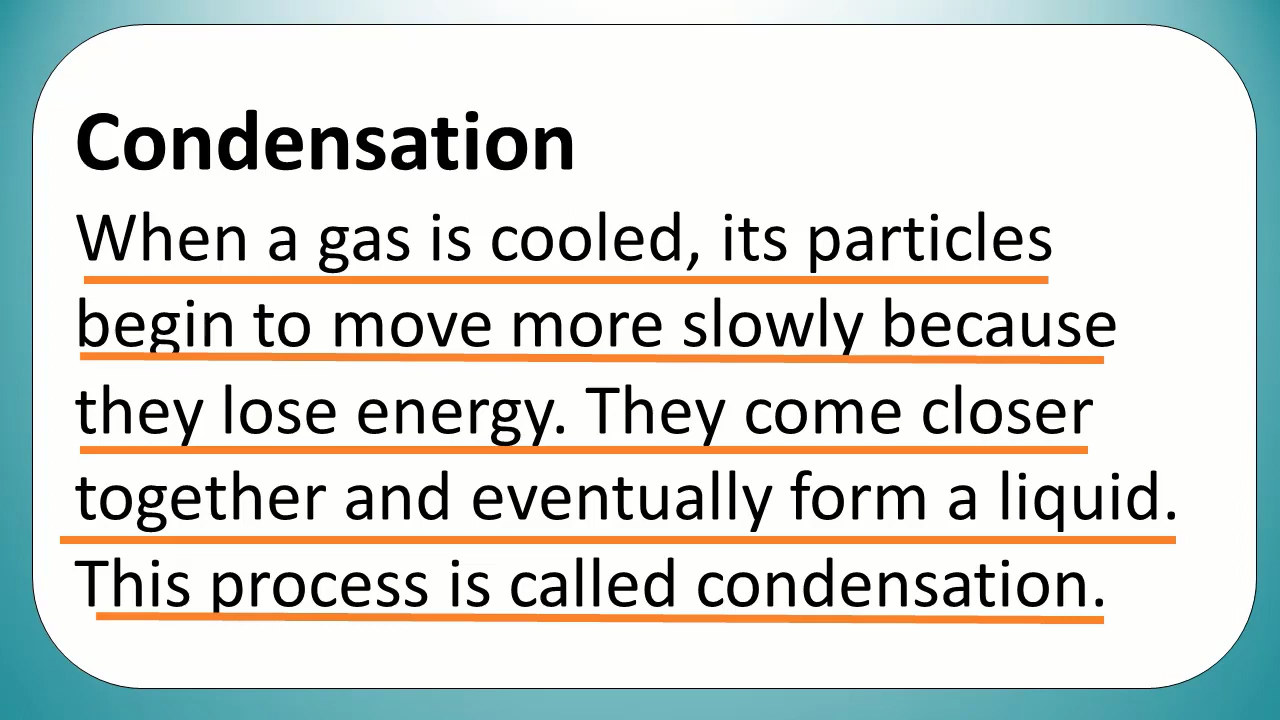 Condensation
When a gas is cooled, its particles
begin to move more slowly because
they lose energy. They come closer
together and eventually form a liquid.
This process is called condensation.